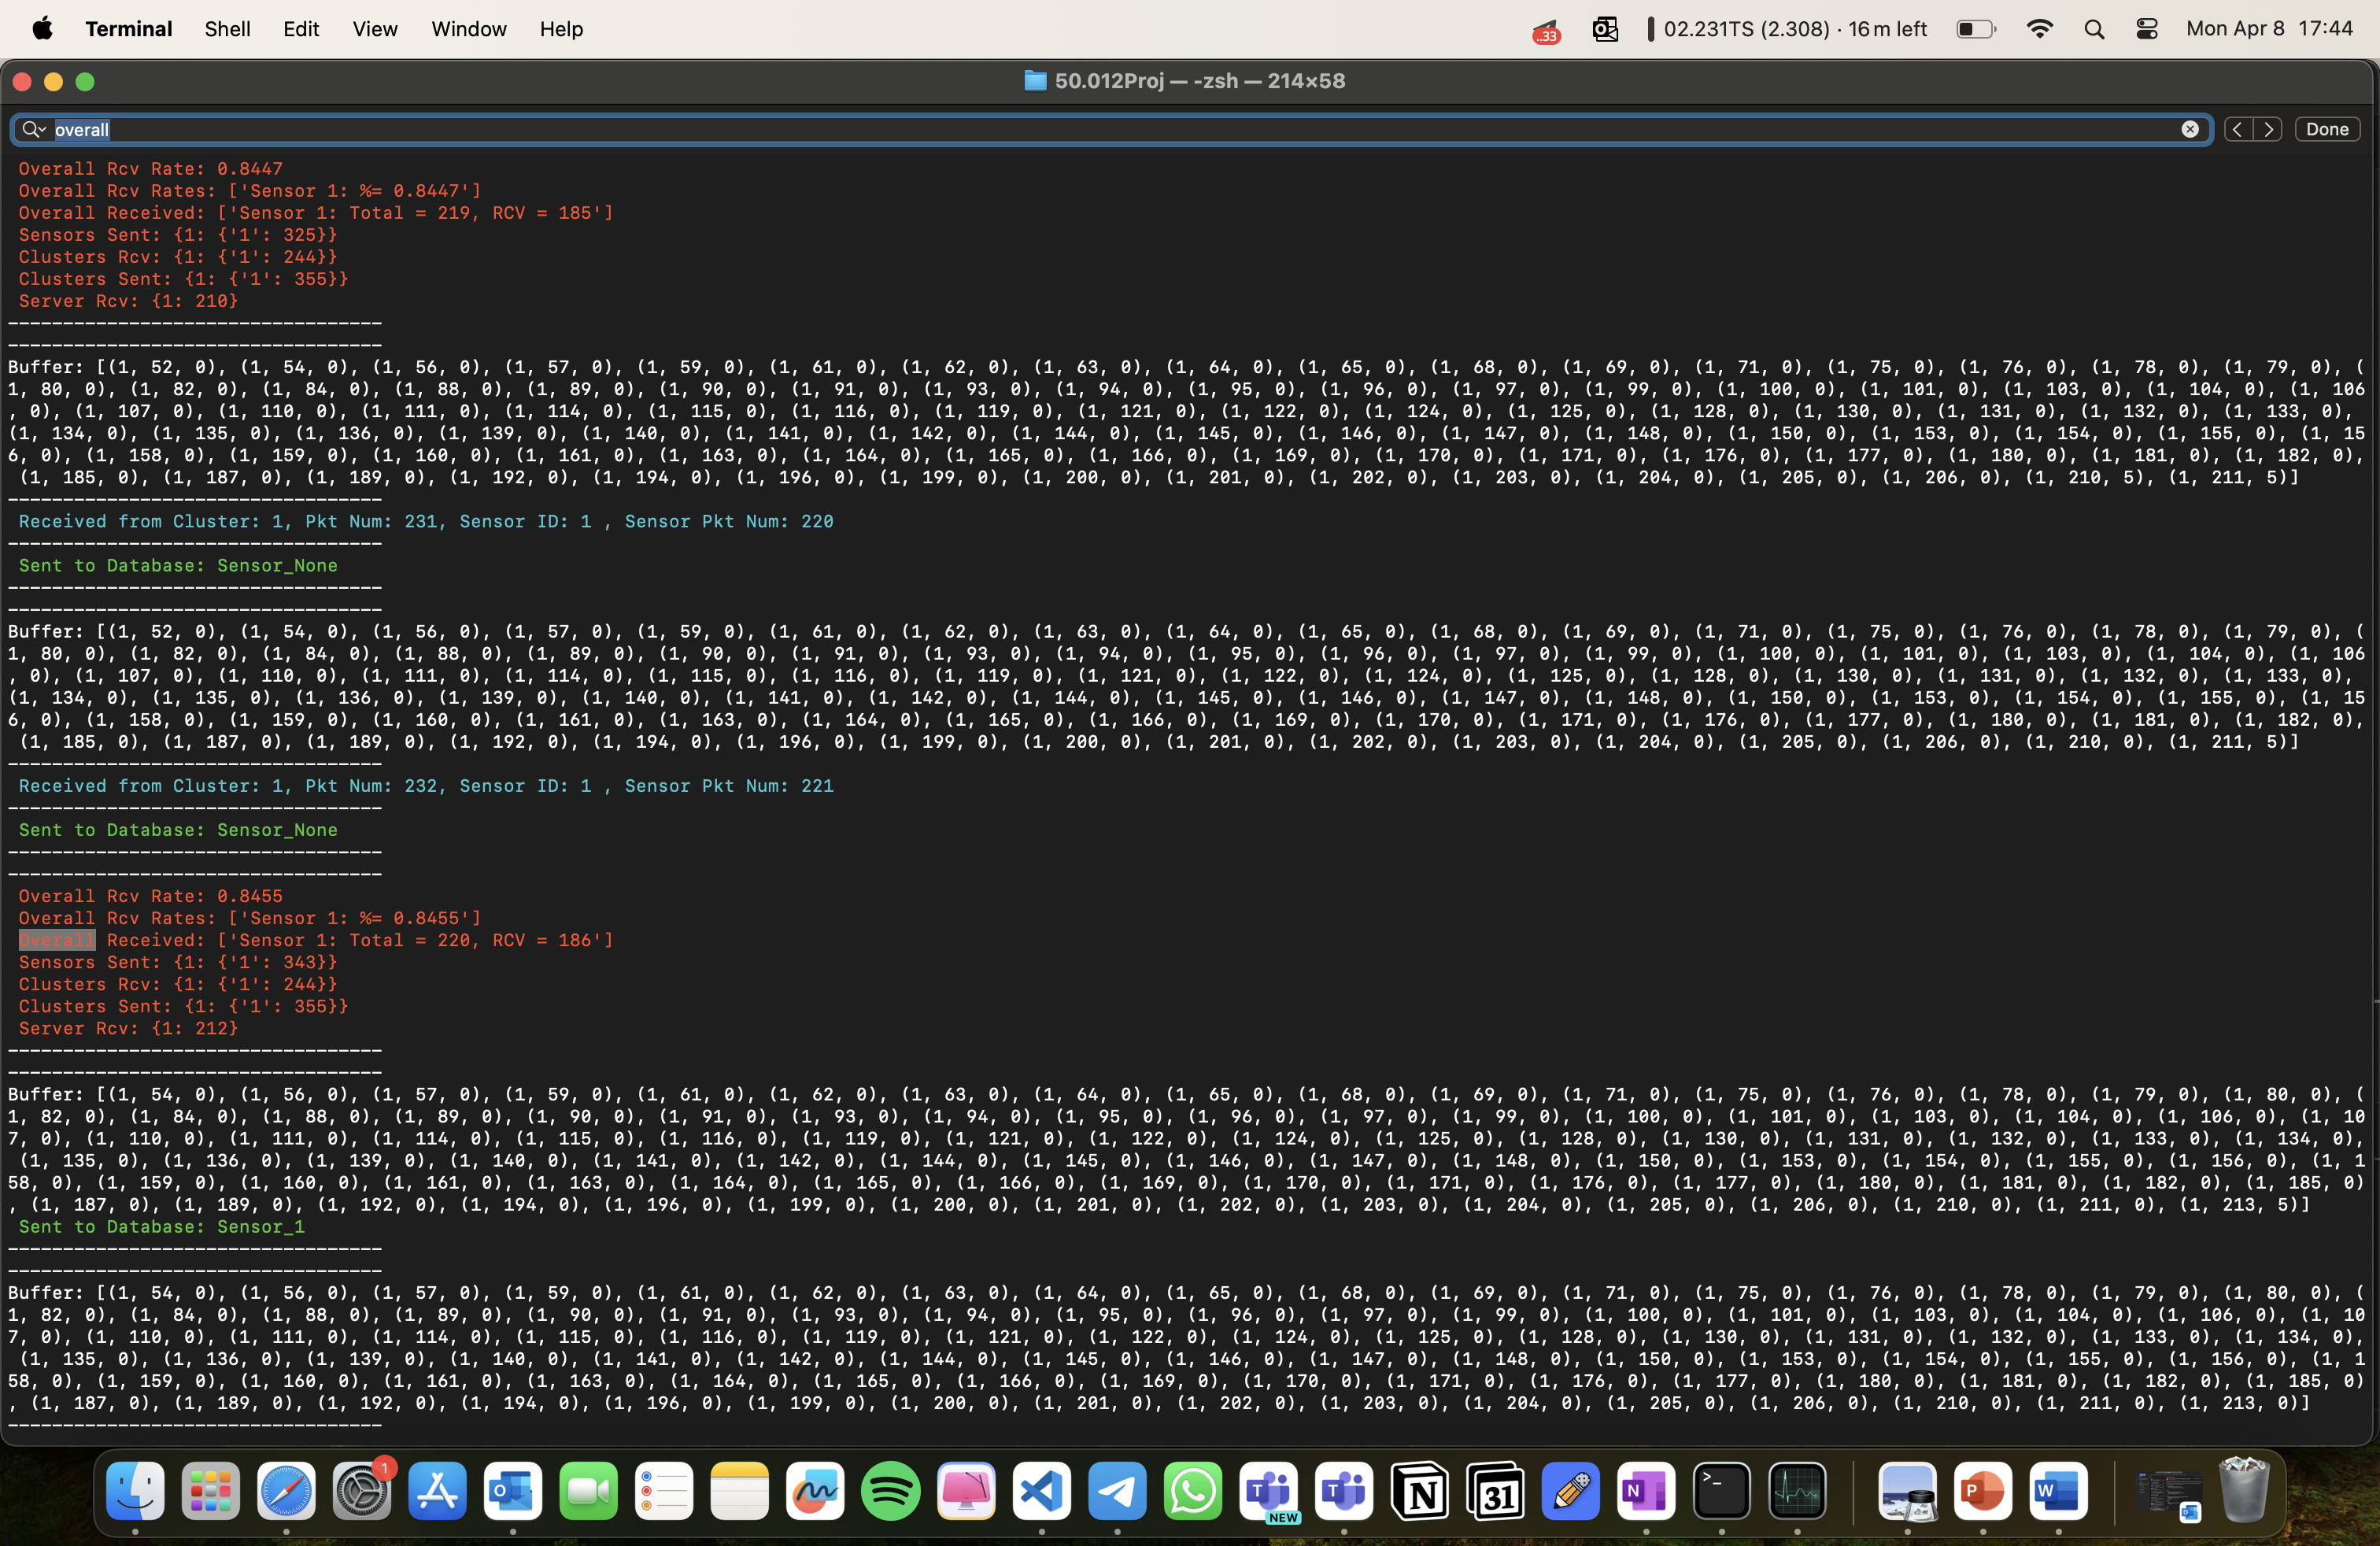 Terminal Shell Edit View Window Help ..33 02.231TS (2.308) · 16 m left Mon Apr 8 17:44
50.012Proj — -zsh — 214×58
overall Done
Overall Rcv Rate: 0.8447
Overall Rcv Rates: ['Sensor 1: %= 0.8447']
Overall Received: ['Sensor 1: Total = 219, RCV = 185']
Sensors Sent: {1: {'1': 325}}
Clusters Rcv: {1: {'1': 244}}
Clusters Sent: {1: {'1': 355}}
Server Rcv: {1: 210}
----------------------------------
----------------------------------
Buffer: [(1, 52, 0), (1, 54, 0), (1, 56, 0), (1, 57, 0), (1, 59, 0), (1, 61, 0), (1, 62, 0), (1, 63, 0), (1, 64, 0), (1, 65, 0), (1, 68, 0), (1, 69, 0), (1, 71, 0), (1, 75, 0), (1, 76, 0), (1, 78, 0), (1, 79, 0), (
1, 80, 0), (1, 82, 0), (1, 84, 0), (1, 88, 0), (1, 89, 0), (1, 90, 0), (1, 91, 0), (1, 93, 0), (1, 94, 0), (1, 95, 0), (1, 96, 0), (1, 97, 0), (1, 99, 0), (1, 100, 0), (1, 101, 0), (1, 103, 0), (1, 104, 0), (1, 106
, 0), (1, 107, 0), (1, 110, 0), (1, 111, 0), (1, 114, 0), (1, 115, 0), (1, 116, 0), (1, 119, 0), (1, 121, 0), (1, 122, 0), (1, 124, 0), (1, 125, 0), (1, 128, 0), (1, 130, 0), (1, 131, 0), (1, 132, 0), (1, 133, 0),
(1, 134, 0), (1, 135, 0), (1, 136, 0), (1, 139, 0), (1, 140, 0), (1, 141, 0), (1, 142, 0), (1, 144, 0), (1, 145, 0), (1, 146, 0), (1, 147, 0), (1, 148, 0), (1, 150, 0), (1, 153, 0), (1, 154, 0), (1, 155, 0), (1, 15
6, 0), (1, 158, 0), (1, 159, 0), (1, 160, 0), (1, 161, 0), (1, 163, 0), (1, 164, 0), (1, 165, 0), (1, 166, 0), (1, 169, 0), (1, 170, 0), (1, 171, 0), (1, 176, 0), (1, 177, 0), (1, 180, 0), (1, 181, 0), (1, 182, 0),
(1, 185, 0), (1, 187, 0), (1, 189, 0), (1, 192, 0), (1, 194, 0), (1, 196, 0), (1, 199, 0), (1, 200, 0), (1, 201, 0), (1, 202, 0), (1, 203, 0), (1, 204, 0), (1, 205, 0), (1, 206, 0), (1, 210, 5), (1, 211, 5)]
----------------------------------
Received from Cluster: 1, Pkt Num: 231, Sensor ID: 1 , Sensor Pkt Num: 220
----------------------------------
Sent to Database: Sensor_None
----------------------------------
----------------------------------
Buffer: [(1, 52, 0), (1, 54, 0), (1, 56, 0), (1, 57, 0), (1, 59, 0), (1, 61, 0), (1, 62, 0), (1, 63, 0), (1, 64, 0), (1, 65, 0), (1, 68, 0), (1, 69, 0), (1, 71, 0), (1, 75, 0), (1, 76, 0), (1, 78, 0), (1, 79, 0), (
1, 80, 0), (1, 82, 0), (1, 84, 0), (1, 88, 0), (1, 89, 0), (1, 90, 0), (1, 91, 0), (1, 93, 0), (1, 94, 0), (1, 95, 0), (1, 96, 0), (1, 97, 0), (1, 99, 0), (1, 100, 0), (1, 101, 0), (1, 103, 0), (1, 104, 0), (1, 106
, 0), (1, 107, 0), (1, 110, 0), (1, 111, 0), (1, 114, 0), (1, 115, 0), (1, 116, 0), (1, 119, 0), (1, 121, 0), (1, 122, 0), (1, 124, 0), (1, 125, 0), (1, 128, 0), (1, 130, 0), (1, 131, 0), (1, 132, 0), (1, 133, 0),
(1, 134, 0), (1, 135, 0), (1, 136, 0), (1, 139, 0), (1, 140, 0), (1, 141, 0), (1, 142, 0), (1, 144, 0), (1, 145, 0), (1, 146, 0), (1, 147, 0), (1, 148, 0), (1, 150, 0), (1, 153, 0), (1, 154, 0), (1, 155, 0), (1, 15
6, 0), (1, 158, 0), (1, 159, 0), (1, 160, 0), (1, 161, 0), (1, 163, 0), (1, 164, 0), (1, 165, 0), (1, 166, 0), (1, 169, 0), (1, 170, 0), (1, 171, 0), (1, 176, 0), (1, 177, 0), (1, 180, 0), (1, 181, 0), (1, 182, 0),
(1, 185, 0), (1, 187, 0), (1, 189, 0), (1, 192, 0), (1, 194, 0), (1, 196, 0), (1, 199, 0), (1, 200, 0), (1, 201, 0), (1, 202, 0), (1, 203, 0), (1, 204, 0), (1, 205, 0), (1, 206, 0), (1, 210, 0), (1, 211, 5)]
----------------------------------
Received from Cluster: 1, Pkt Num: 232, Sensor ID: 1 , Sensor Pkt Num: 221
----------------------------------
Sent to Database: Sensor_None
----------------------------------
----------------------------------
Overall Rcv Rate: 0.8455
Overall Rcv Rates: ['Sensor 1: %= 0.8455']
Overall Received: ['Sensor 1: Total = 220, RCV = 186']
Sensors Sent: {1: {'1': 343}}
Clusters Rcv: {1: {'1': 244}}
Clusters Sent: {1: {'1': 355}}
Server Rcv: {1: 212}
----------------------------------
----------------------------------
Buffer: [(1, 54, 0), (1, 56, 0), (1, 57, 0), (1, 59, 0), (1, 61, 0), (1, 62, 0), (1, 63, 0), (1, 64, 0), (1, 65, 0), (1, 68, 0), (1, 69, 0), (1, 71, 0), (1, 75, 0), (1, 76, 0), (1, 78, 0), (1, 79, 0), (1, 80, 0), (
1, 82, 0), (1, 84, 0), (1, 88, 0), (1, 89, 0), (1, 90, 0), (1, 91, 0), (1, 93, 0), (1, 94, 0), (1, 95, 0), (1, 96, 0), (1, 97, 0), (1, 99, 0), (1, 100, 0), (1, 101, 0), (1, 103, 0), (1, 104, 0), (1, 106, 0), (1, 10
7, 0), (1, 110, 0), (1, 111, 0), (1, 114, 0), (1, 115, 0), (1, 116, 0), (1, 119, 0), (1, 121, 0), (1, 122, 0), (1, 124, 0), (1, 125, 0), (1, 128, 0), (1, 130, 0), (1, 131, 0), (1, 132, 0), (1, 133, 0), (1, 134, 0),
(1, 135, 0), (1, 136, 0), (1, 139, 0), (1, 140, 0), (1, 141, 0), (1, 142, 0), (1, 144, 0), (1, 145, 0), (1, 146, 0), (1, 147, 0), (1, 148, 0), (1, 150, 0), (1, 153, 0), (1, 154, 0), (1, 155, 0), (1, 156, 0), (1, 1
58, 0), (1, 159, 0), (1, 160, 0), (1, 161, 0), (1, 163, 0), (1, 164, 0), (1, 165, 0), (1, 166, 0), (1, 169, 0), (1, 170, 0), (1, 171, 0), (1, 176, 0), (1, 177, 0), (1, 180, 0), (1, 181, 0), (1, 182, 0), (1, 185, 0)
, (1, 187, 0), (1, 189, 0), (1, 192, 0), (1, 194, 0), (1, 196, 0), (1, 199, 0), (1, 200, 0), (1, 201, 0), (1, 202, 0), (1, 203, 0), (1, 204, 0), (1, 205, 0), (1, 206, 0), (1, 210, 0), (1, 211, 0), (1, 213, 5)]
Sent to Database: Sensor_1
----------------------------------
----------------------------------
Buffer: [(1, 54, 0), (1, 56, 0), (1, 57, 0), (1, 59, 0), (1, 61, 0), (1, 62, 0), (1, 63, 0), (1, 64, 0), (1, 65, 0), (1, 68, 0), (1, 69, 0), (1, 71, 0), (1, 75, 0), (1, 76, 0), (1, 78, 0), (1, 79, 0), (1, 80, 0), (
1, 82, 0), (1, 84, 0), (1, 88, 0), (1, 89, 0), (1, 90, 0), (1, 91, 0), (1, 93, 0), (1, 94, 0), (1, 95, 0), (1, 96, 0), (1, 97, 0), (1, 99, 0), (1, 100, 0), (1, 101, 0), (1, 103, 0), (1, 104, 0), (1, 106, 0), (1, 10
7, 0), (1, 110, 0), (1, 111, 0), (1, 114, 0), (1, 115, 0), (1, 116, 0), (1, 119, 0), (1, 121, 0), (1, 122, 0), (1, 124, 0), (1, 125, 0), (1, 128, 0), (1, 130, 0), (1, 131, 0), (1, 132, 0), (1, 133, 0), (1, 134, 0),
(1, 135, 0), (1, 136, 0), (1, 139, 0), (1, 140, 0), (1, 141, 0), (1, 142, 0), (1, 144, 0), (1, 145, 0), (1, 146, 0), (1, 147, 0), (1, 148, 0), (1, 150, 0), (1, 153, 0), (1, 154, 0), (1, 155, 0), (1, 156, 0), (1, 1
58, 0), (1, 159, 0), (1, 160, 0), (1, 161, 0), (1, 163, 0), (1, 164, 0), (1, 165, 0), (1, 166, 0), (1, 169, 0), (1, 170, 0), (1, 171, 0), (1, 176, 0), (1, 177, 0), (1, 180, 0), (1, 181, 0), (1, 182, 0), (1, 185, 0)
, (1, 187, 0), (1, 189, 0), (1, 192, 0), (1, 194, 0), (1, 196, 0), (1, 199, 0), (1, 200, 0), (1, 201, 0), (1, 202, 0), (1, 203, 0), (1, 204, 0), (1, 205, 0), (1, 206, 0), (1, 210, 0), (1, 211, 0), (1, 213, 0)]
----------------------------------
1
O T NEW T N 31 N >_ P W